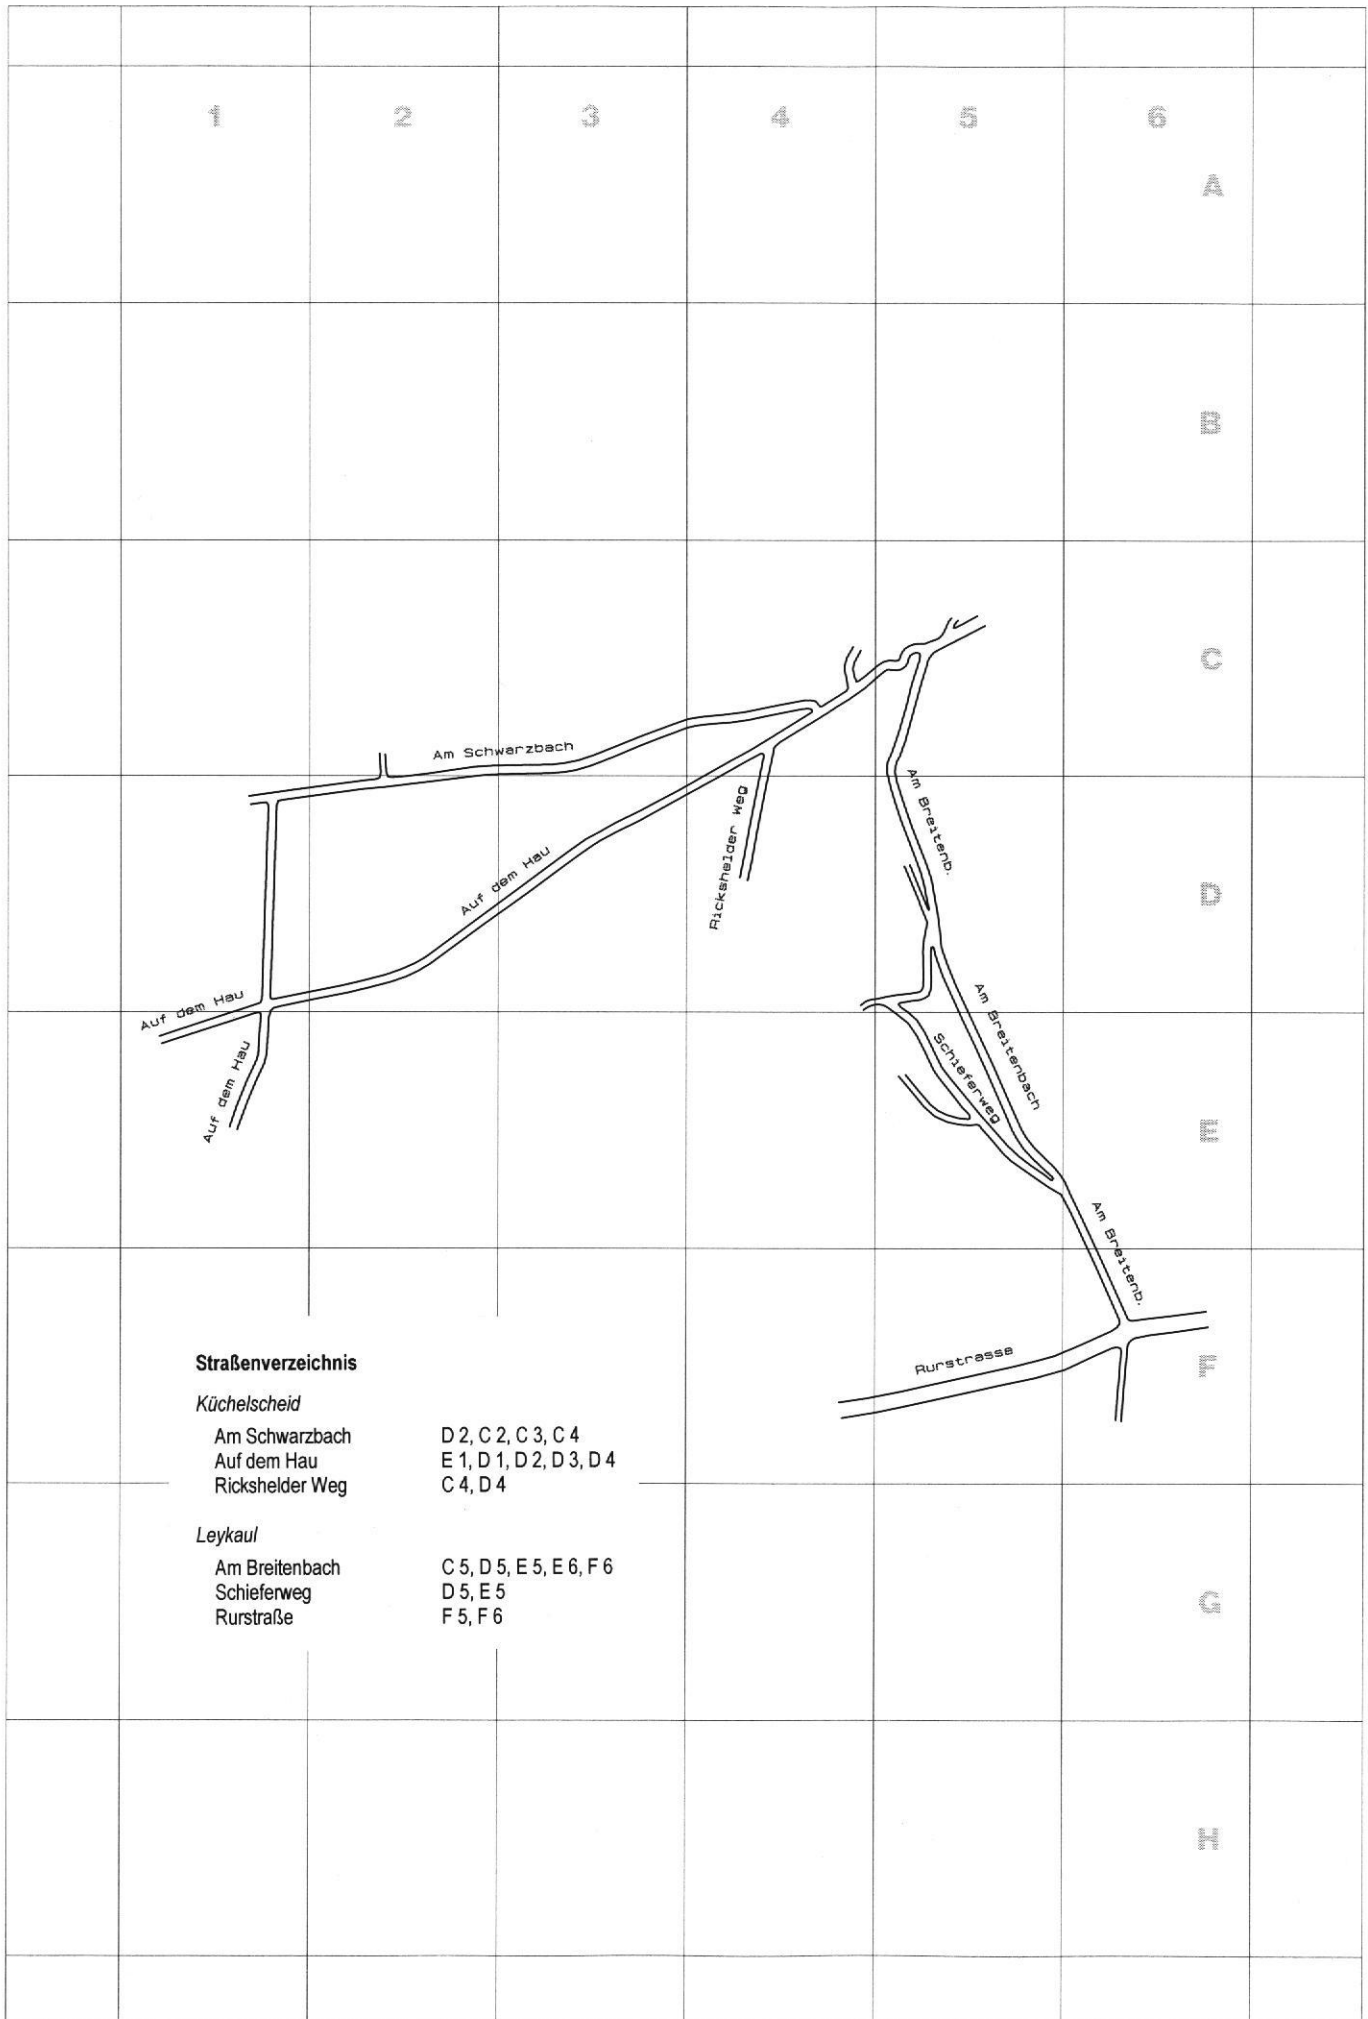 1 2 3 4 5 6
A
B
C
Am Schwarzbach
Am Breitenb.
Rickshelder Weg
Auf dem Hau
D
Auf dem Hau
Am Breitenbach
Schieferweg
Auf dem Hau
E
Am Breitenb.
Rurstrasse
F
Straßenverzeichnis
Küchelscheid
Am Schwarzbach D 2, C 2, C 3, C 4
Auf dem Hau E 1, D 1, D 2, D 3, D 4
Rickshelder Weg C 4, D 4
Leykaul
Am Breitenbach C 5, D 5, E 5, E 6, F 6
Schieferweg D 5, E 5
Rurstraße F 5, F 6
G
H